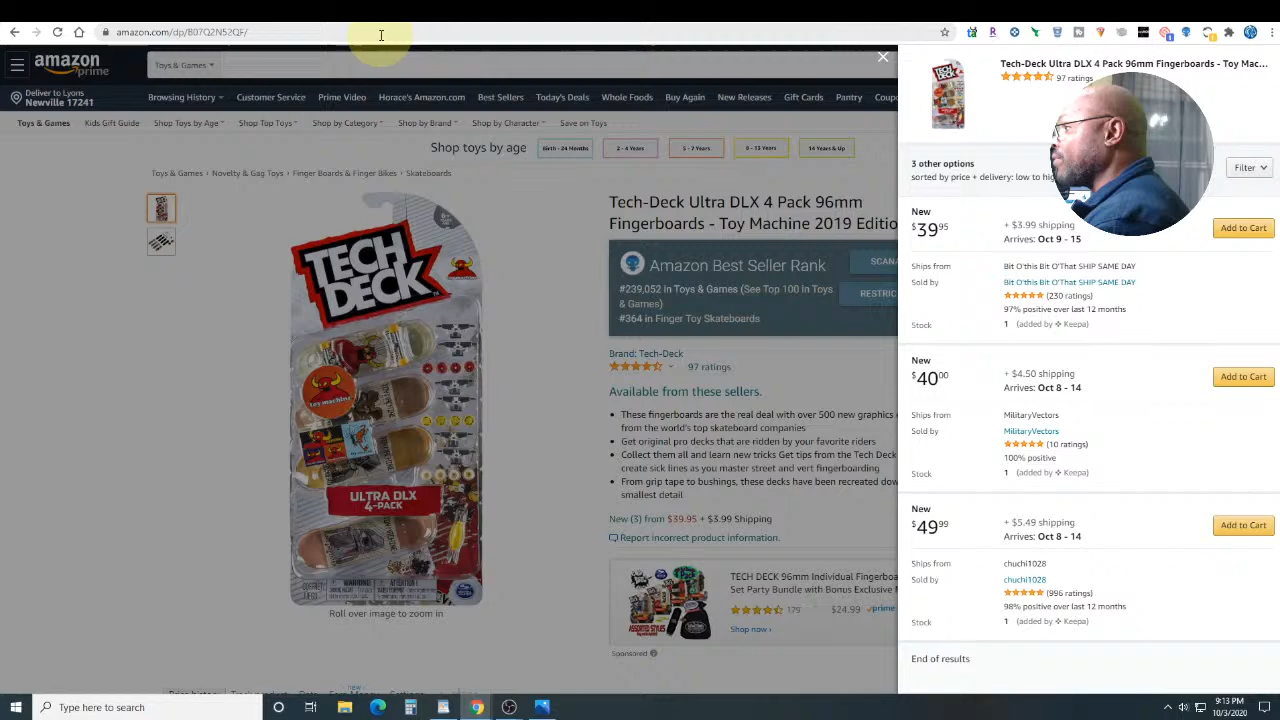 amazon.com/dp/B07Q2N52QF/
amazon
prime
Toys & Games
Deliver to Lyons
Newville 17241
Browsing History
Customer Service
Prime Video
Horace's Amazon.com
Best Sellers
Today's Deals
Whole Foods
Buy Again
New Releases
Gift Cards
Pantry
Coup
Toys & Games
Kids Gift Guide
Shop Toys by Age
Shop Top Toys
Shop by Category
Shop by Brand
Shop by Character
Save on Toys
Shop toys by age
Birth - 24 Months
2 - 4 Years
5 - 7 Years
8 - 13 Years
14 Years & Up
Toys & Games › Novelty & Gag Toys › Finger Boards & Finger Bikes › Skateboards
TECH
DECK
toy machine
ULTRA DLX
4-PACK
Roll over image to zoom in
Tech-Deck Ultra DLX 4 Pack 96mm
Fingerboards - Toy Machine 2019 Edition
Amazon Best Seller Rank
#239,052 in Toys & Games (See Top 100 in Toys
& Games)
#364 in Finger Toy Skateboards
SCANA
RESTRIC
Brand: Tech-Deck
97 ratings
Available from these sellers.
• These fingerboards are the real deal with over 500 new graphics
from the world's top skateboard companies
• Get original pro decks that are ridden by your favorite riders
• Collect them all and learn new tricks Get tips from the Tech Deck
create sick lines as you master street and vert fingerboarding
• From grip tape to bushings, these decks have been recreated dow
smallest detail
New (3) from $39.95 + $3.99 Shipping
Report incorrect product information.
TECH DECK 96mm Individual Fingerboa
Set Party Bundle with Bonus Exclusive M
179
$24.99
prime
Shop now ›
Sponsored
new
Tech-Deck Ultra DLX 4 Pack 96mm Fingerboards - Toy Mac...
97 ratings
3 other options
sorted by price + delivery: low to hig
Filter
New
$39 95
+ $3.99 shipping
Arrives: Oct 9 - 15
Add to Cart
Ships from
Bit O'this Bit O'That SHIP SAME DAY
Sold by
Bit O'this Bit O'That SHIP SAME DAY
(230 ratings)
97% positive over last 12 months
Stock
1 (added by Keepa)
New
$40 00
+ $4.50 shipping
Arrives: Oct 8 - 14
Add to Cart
Ships from
MilitaryVectors
Sold by
MilitaryVectors
(10 ratings)
100% positive
Stock
1 (added by Keepa)
New
$49 99
+ $5.49 shipping
Arrives: Oct 8 - 14
Add to Cart
Ships from
chuchi1028
Sold by
chuchi1028
(996 ratings)
98% positive over last 12 months
Stock
1 (added by Keepa)
End of results
Type here to search
9:13 PM
10/3/2020